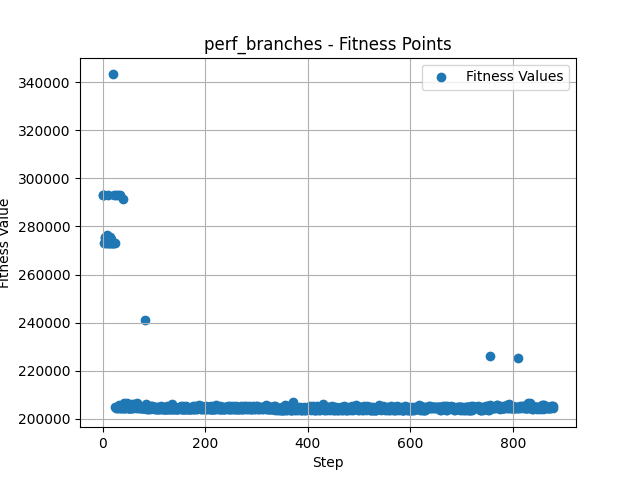 perf_branches - Fitness Points
Fitness Values
340000
320000
300000
280000
260000
240000
220000
200000
Fitness Value
0 200 400 600 800
Step